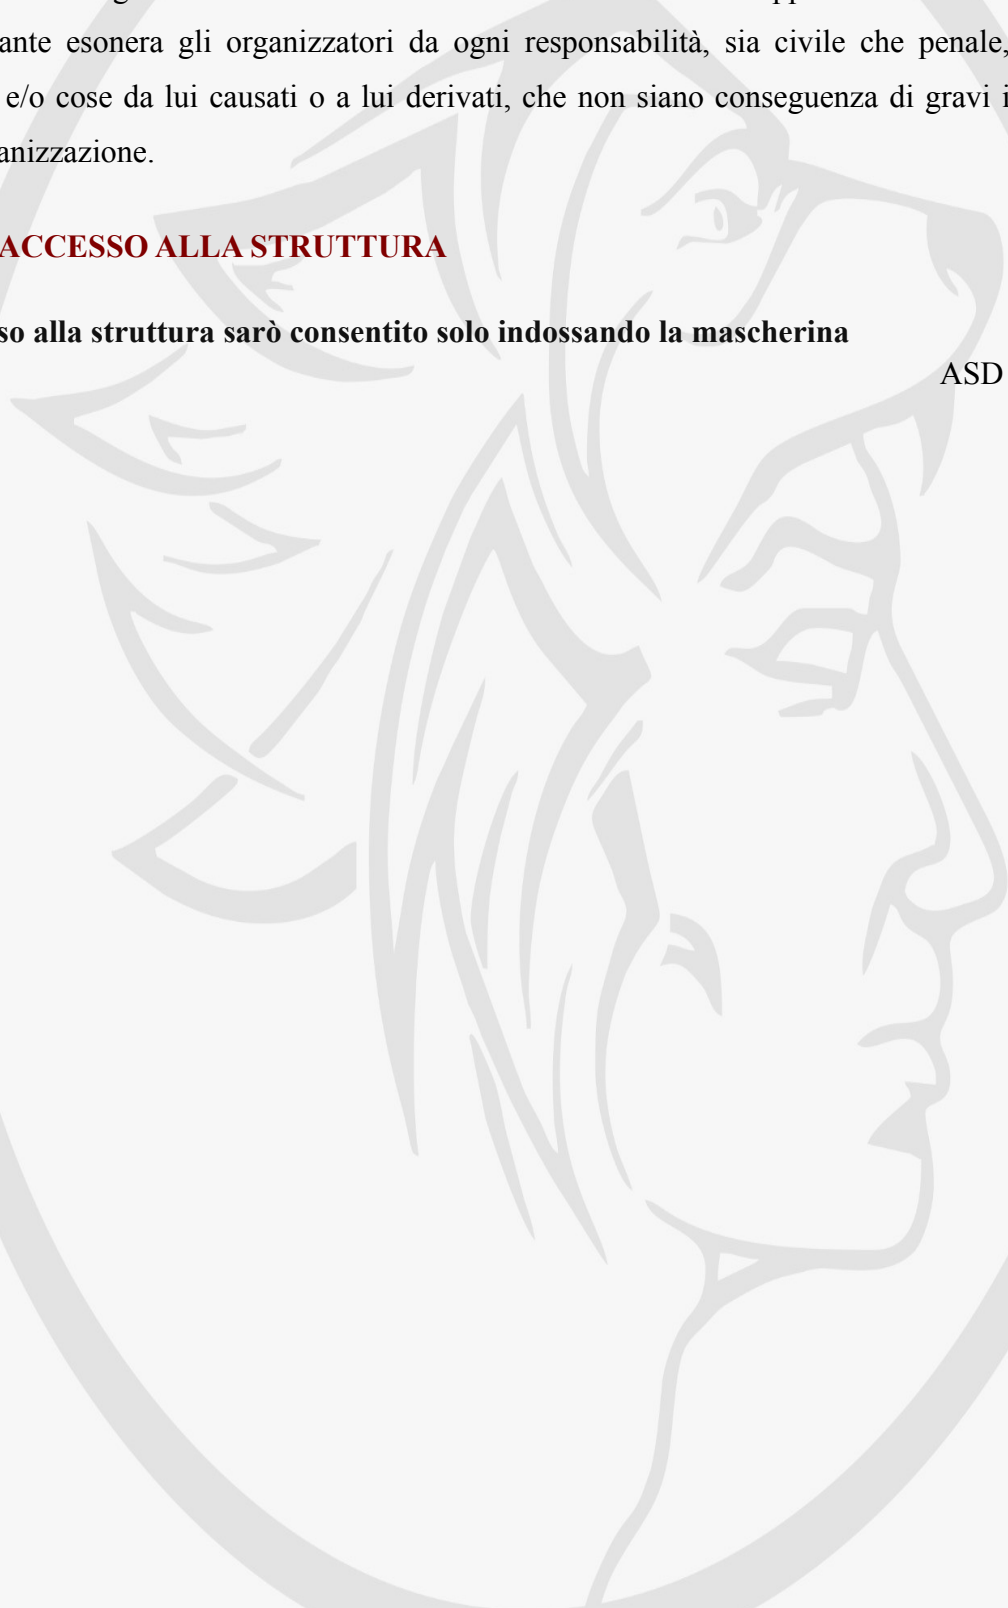 ante esonera gli organizzatori da ogni responsabilità, sia civile che penale,
e/o cose da lui causati o a lui derivati, che non siano conseguenza di gravi i
anizzazione.
ACCESSO ALLA STRUTTURA
so alla struttura sarò consentito solo indossando la mascherina
ASD